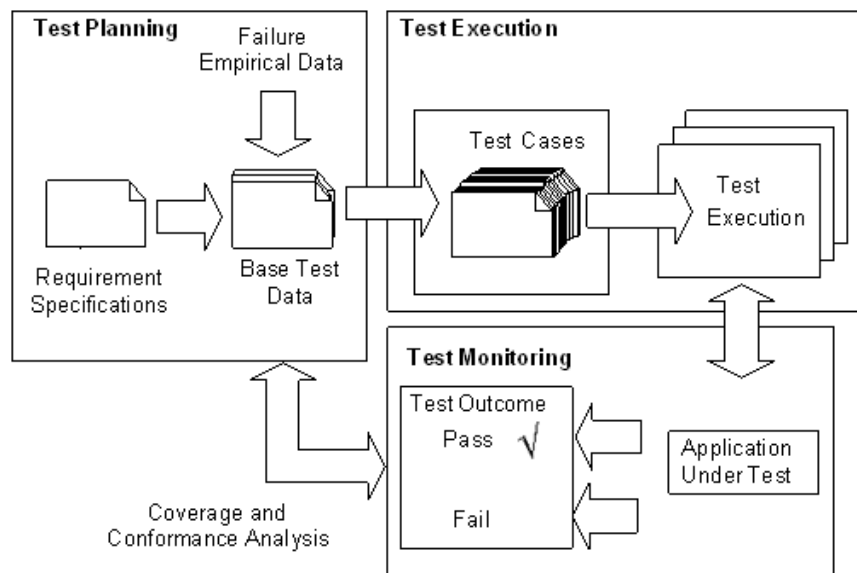 Test Planning
Failure
Empirical Data
Requirement
Specifications
Base Test
Data
Test Execution
Test Cases
Test
Execution
Test Monitoring
Test Outcome
Pass √
Fail
Application
Under Test
Coverage and
Conformance Analysis